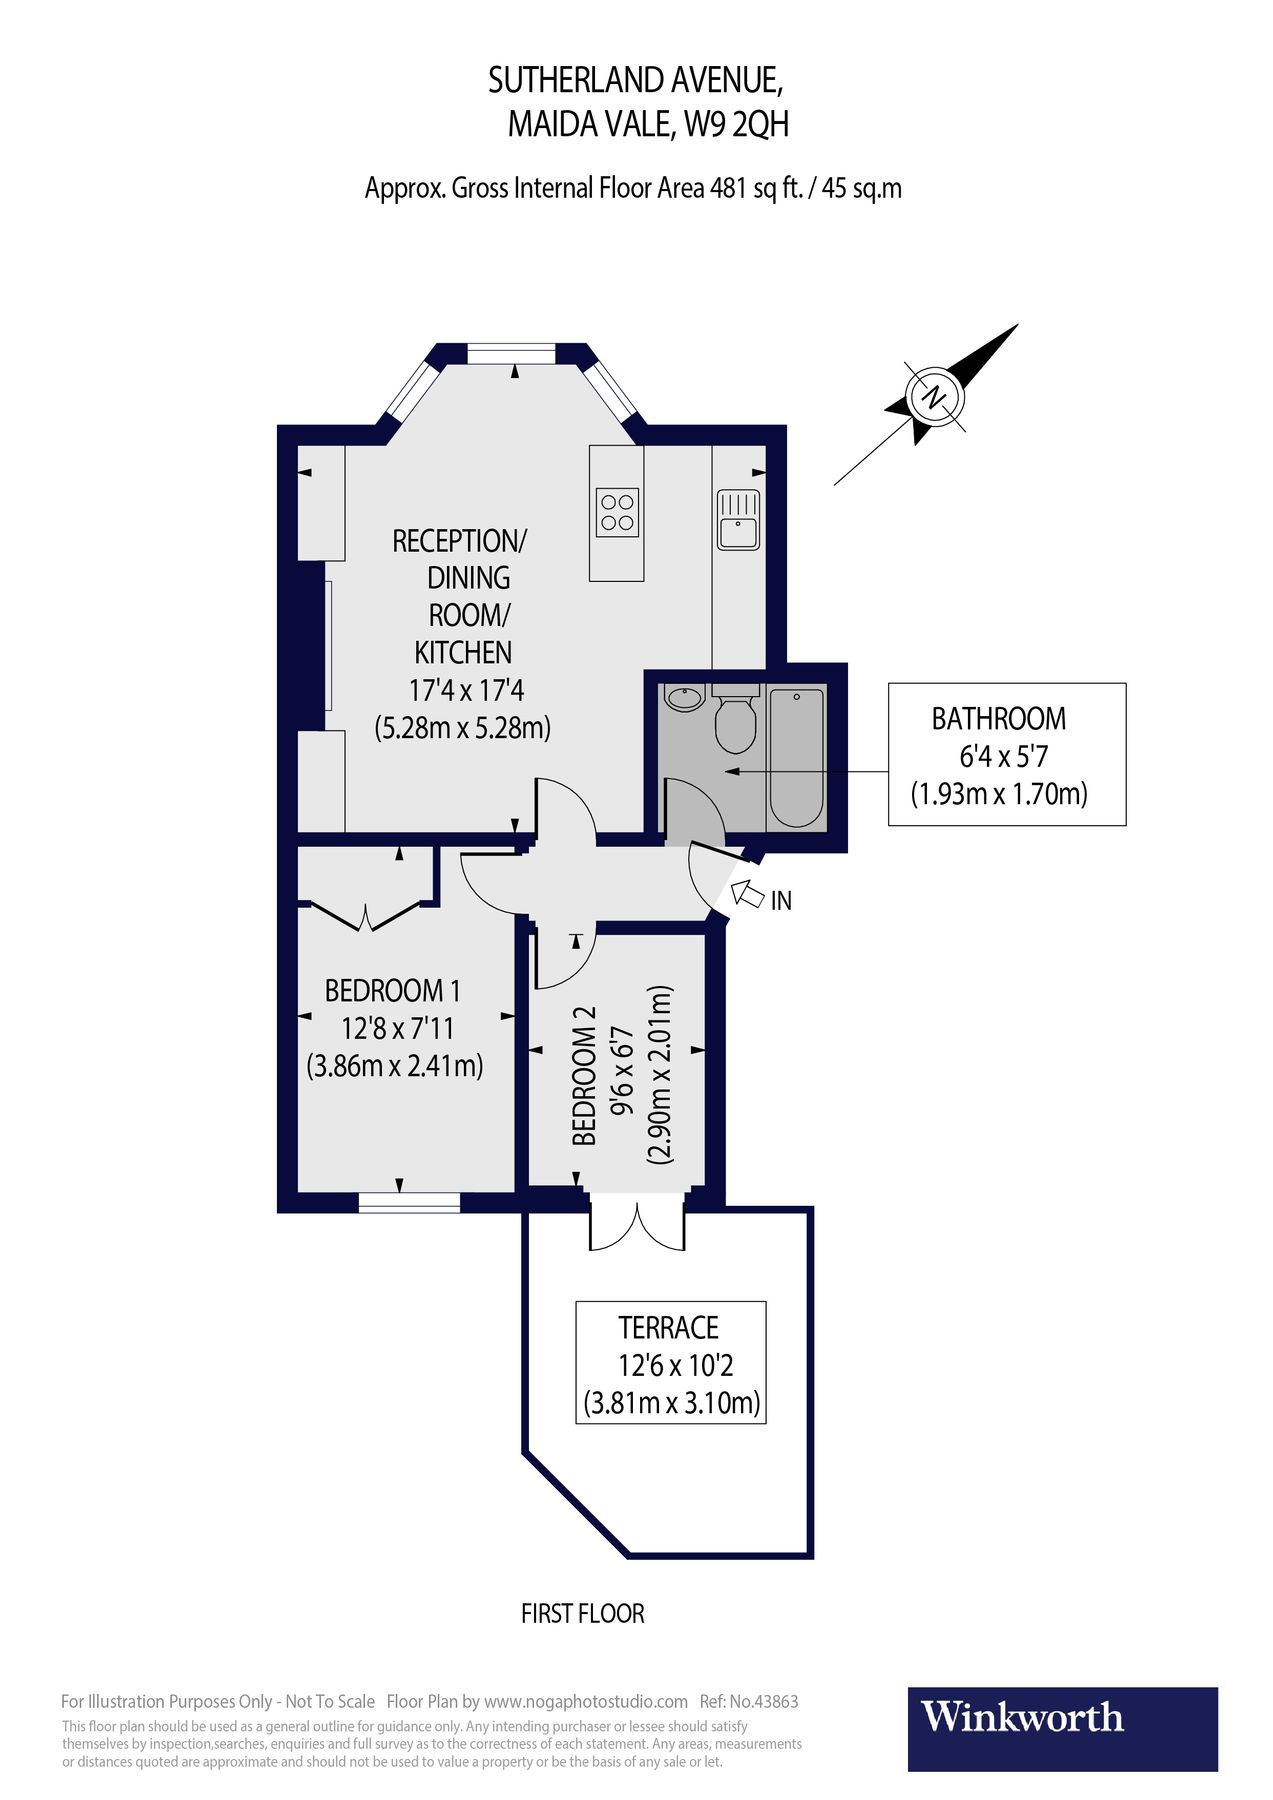 SUTHERLAND AVENUE,
MAIDA VALE, W9 2QH
Approx. Gross Internal Floor Area 481 sq ft. / 45 sq.m
N
RECEPTION/
DINING
ROOM/
KITCHEN
17'4 x 17'4
(5.28m x 5.28m)
BATHROOM
6'4 x 5'7
(1.93m x 1.70m)
IN
BEDROOM 1
12'8 x 7'11
(3.86m x 2.41m)
BEDROOM 2
9'6 x 6'7
(2.90m x 2.01m)
TERRACE
12'6 x 10'2
(3.81m x 3.10m)
FIRST FLOOR
For Illustration Purposes Only - Not To Scale Floor Plan by www.nogaphotostudio.com Ref: No.43863
This floor plan should be used as a general outline for guidance only. Any intending purchaser or lessee should satisfy
themselves by inspection,searches, enquiries and full survey as to the correctness of each statement. Any areas, measurements
or distances quoted are approximate and should not be used to value a property or be the basis of any sale or let.
Winkworth